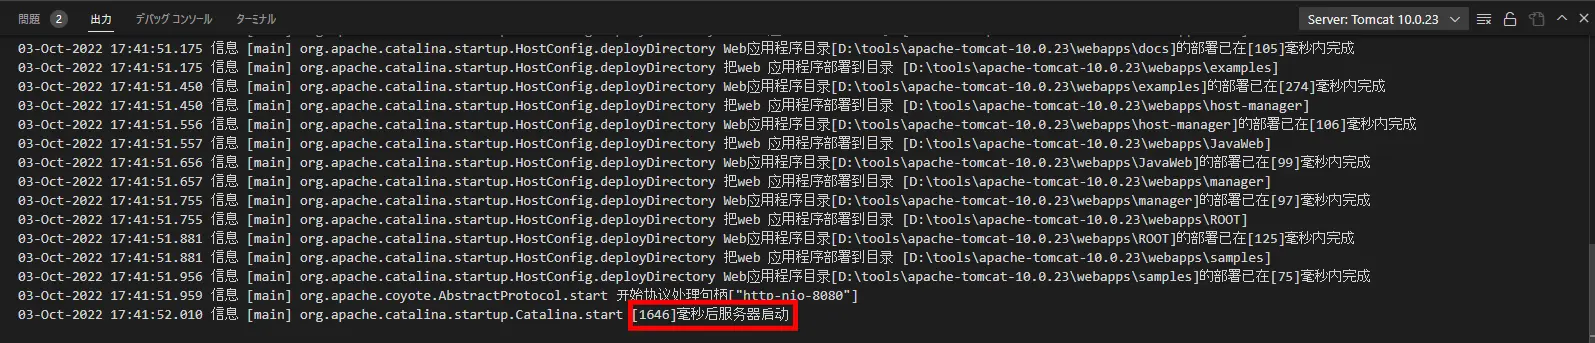 問題 2 出力 デバッグ コンソール ターミナル Server: Tomcat 10.0.23
03-Oct-2022 17:41:51.175 信息 [main] org.apache.catalina.startup.HostConfig.deployDirectory Web应用程序目录[D:\tools\apache-tomcat-10.0.23\webapps\docs]的部署已在[105]毫秒内完成
03-Oct-2022 17:41:51.175 信息 [main] org.apache.catalina.startup.HostConfig.deployDirectory 把web 应用程序部署到目录 [D:\tools\apache-tomcat-10.0.23\webapps\examples]
03-Oct-2022 17:41:51.450 信息 [main] org.apache.catalina.startup.HostConfig.deployDirectory Web应用程序目录[D:\tools\apache-tomcat-10.0.23\webapps\examples]的部署已在[274]毫秒内完成
03-Oct-2022 17:41:51.450 信息 [main] org.apache.catalina.startup.HostConfig.deployDirectory 把web 应用程序部署到目录 [D:\tools\apache-tomcat-10.0.23\webapps\host-manager]
03-Oct-2022 17:41:51.556 信息 [main] org.apache.catalina.startup.HostConfig.deployDirectory Web应用程序目录[D:\tools\apache-tomcat-10.0.23\webapps\host-manager]的部署已在[106]毫秒内完成
03-Oct-2022 17:41:51.557 信息 [main] org.apache.catalina.startup.HostConfig.deployDirectory 把web 应用程序部署到目录 [D:\tools\apache-tomcat-10.0.23\webapps\JavaWeb]
03-Oct-2022 17:41:51.656 信息 [main] org.apache.catalina.startup.HostConfig.deployDirectory Web应用程序目录[D:\tools\apache-tomcat-10.0.23\webapps\JavaWeb]的部署已在[99]毫秒内完成
03-Oct-2022 17:41:51.657 信息 [main] org.apache.catalina.startup.HostConfig.deployDirectory 把web 应用程序部署到目录 [D:\tools\apache-tomcat-10.0.23\webapps\manager]
03-Oct-2022 17:41:51.755 信息 [main] org.apache.catalina.startup.HostConfig.deployDirectory Web应用程序目录[D:\tools\apache-tomcat-10.0.23\webapps\manager]的部署已在[97]毫秒内完成
03-Oct-2022 17:41:51.755 信息 [main] org.apache.catalina.startup.HostConfig.deployDirectory 把web 应用程序部署到目录 [D:\tools\apache-tomcat-10.0.23\webapps\ROOT]
03-Oct-2022 17:41:51.881 信息 [main] org.apache.catalina.startup.HostConfig.deployDirectory Web应用程序目录[D:\tools\apache-tomcat-10.0.23\webapps\ROOT]的部署已在[125]毫秒内完成
03-Oct-2022 17:41:51.881 信息 [main] org.apache.catalina.startup.HostConfig.deployDirectory 把web 应用程序部署到目录 [D:\tools\apache-tomcat-10.0.23\webapps\samples]
03-Oct-2022 17:41:51.956 信息 [main] org.apache.catalina.startup.HostConfig.deployDirectory Web应用程序目录[D:\tools\apache-tomcat-10.0.23\webapps\samples]的部署已在[75]毫秒内完成
03-Oct-2022 17:41:51.959 信息 [main] org.apache.coyote.AbstractProtocol.start 开始协议处理句柄["http-nio-8080"]
03-Oct-2022 17:41:52.010 信息 [main] org.apache.catalina.startup.Catalina.start [1646]毫秒后服务器启动